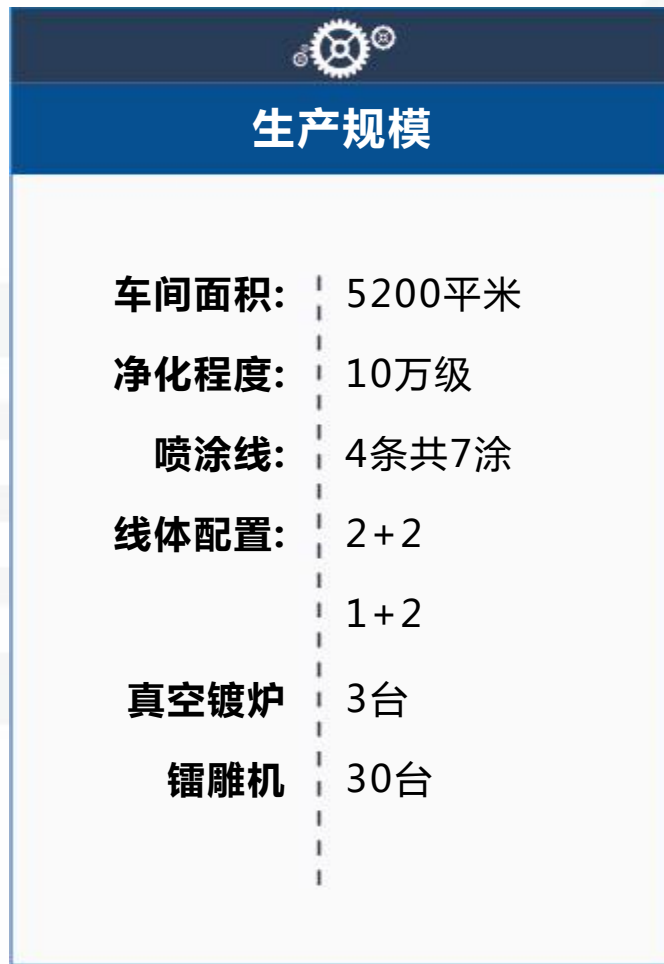 生产规模
车间面积: 5200平米
净化程度: 10万级
喷涂线: 4条共7涂
线体配置: 2+2
1+2
真空镀炉 3台
镭雕机 30台